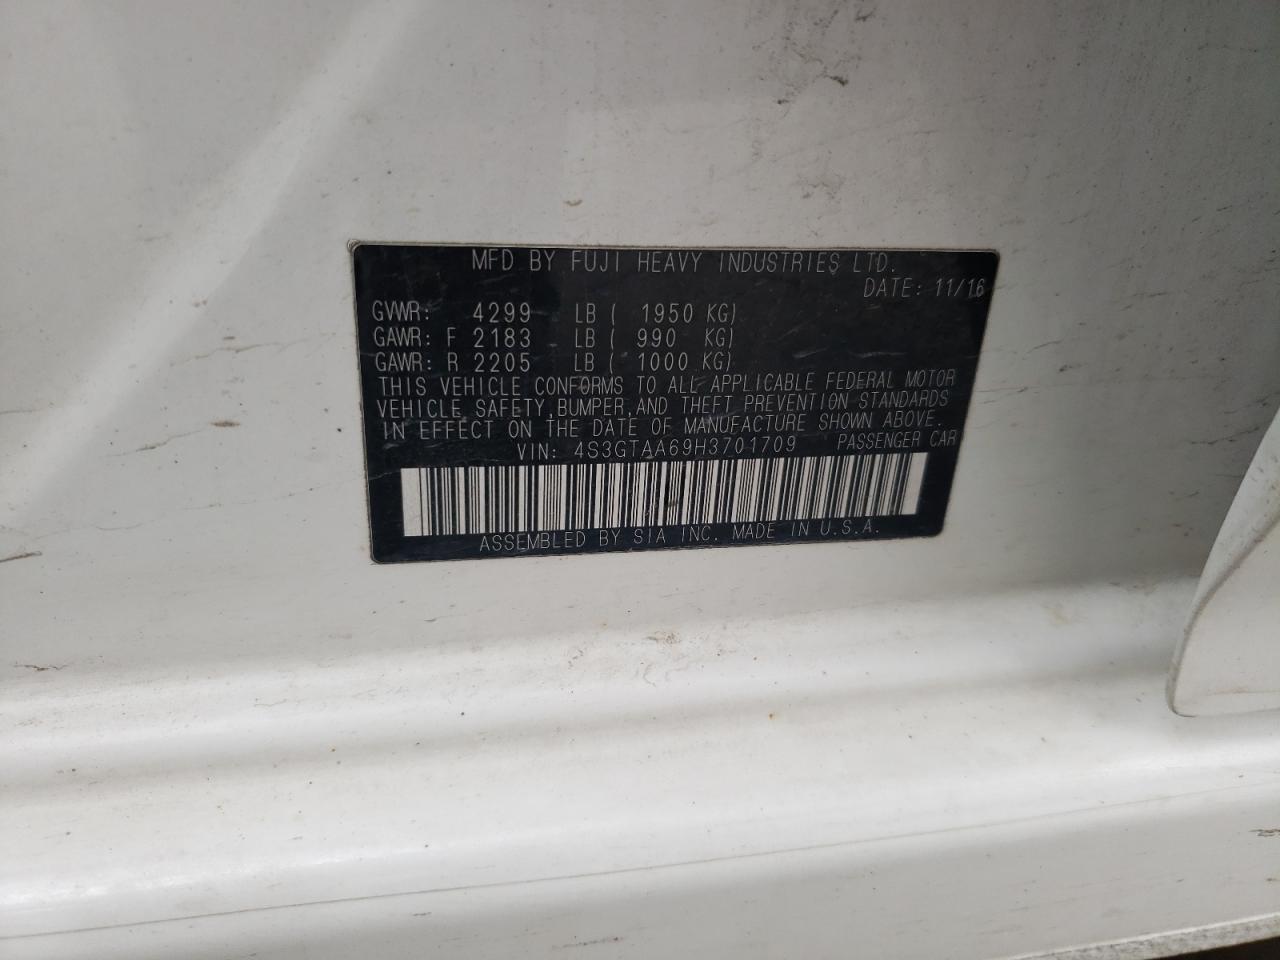 MFD BY FUJI HEAVY INDUSTRIES LTD.
DATE: 11/16
GVWR: 4299 LB ( 1950 KG)
GAWR: F 2183 LB ( 990 KG)
GAWR: R 2205 LB ( 1000 KG)
THIS VEHICLE CONFORMS TO ALL APPLICABLE FEDERAL MOTOR
VEHICLE SAFETY, BUMPER, AND THEFT PREVENTION STANDARDS
IN EFFECT ON THE DATE OF MANUFACTURE SHOWN ABOVE.
VIN: 4S3GTAA69H3701709 PASSENGER CAR
ASSEMBLED BY SIA INC. MADE IN U.S.A.